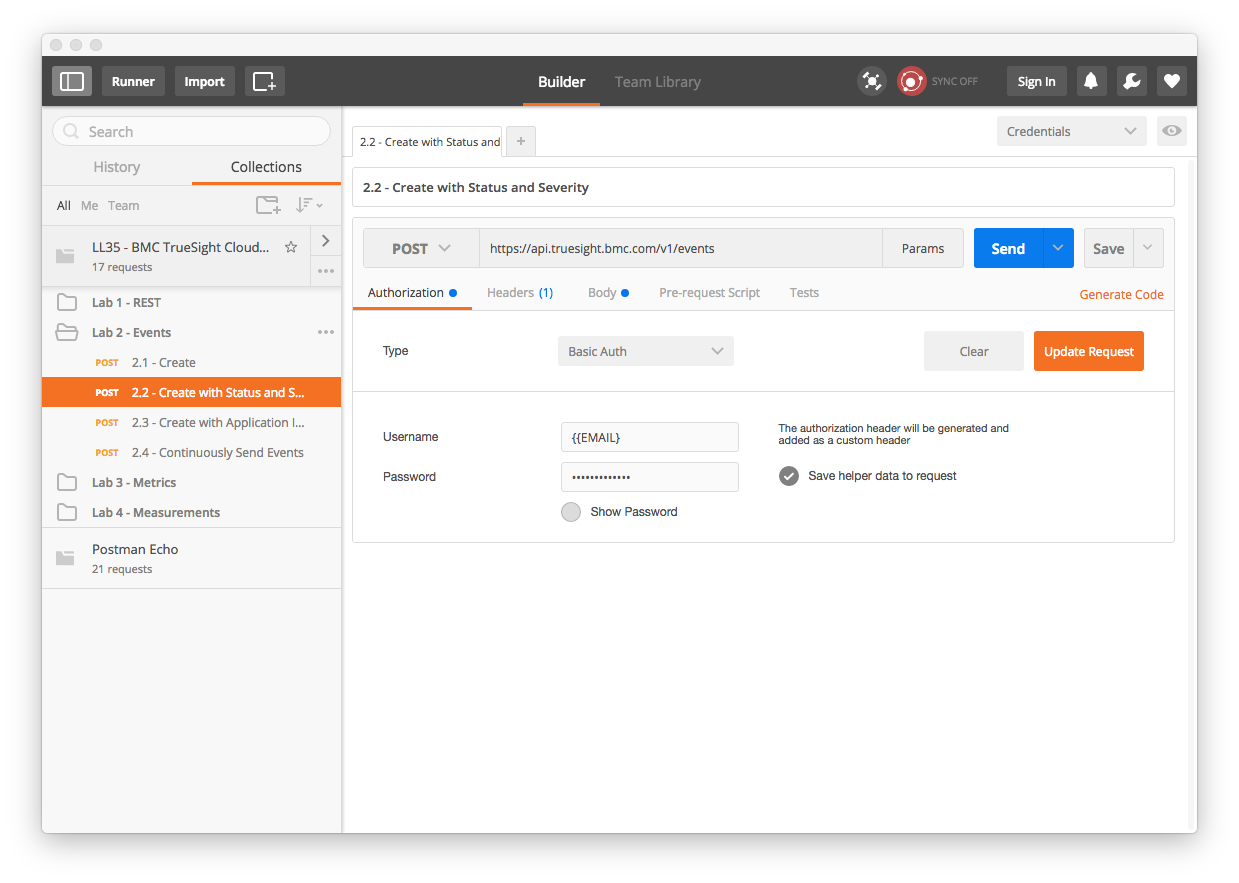 Runner
Import
Builder
Team Library
SYNC OFF
Sign In
Search
History
Collections
All Me Team
LL35 - BMC TrueSight Cloud...
17 requests
Lab 1 - REST
Lab 2 - Events
POST 2.1 - Create
POST 2.2 - Create with Status and S...
POST 2.3 - Create with Application I...
POST 2.4 - Continuously Send Events
Lab 3 - Metrics
Lab 4 - Measurements
Postman Echo
21 requests
2.2 - Create with Status and
+
Credentials
2.2 - Create with Status and Severity
POST
https://api.truesight.bmc.com/v1/events
Params
Send
Save
Authorization
Headers (1)
Body
Pre-request Script
Tests
Generate Code
Type
Basic Auth
Clear
Update Request
Username
{{EMAIL}
The authorization header will be generated and
added as a custom header
Password
•••••••••••••
Save helper data to request
Show Password